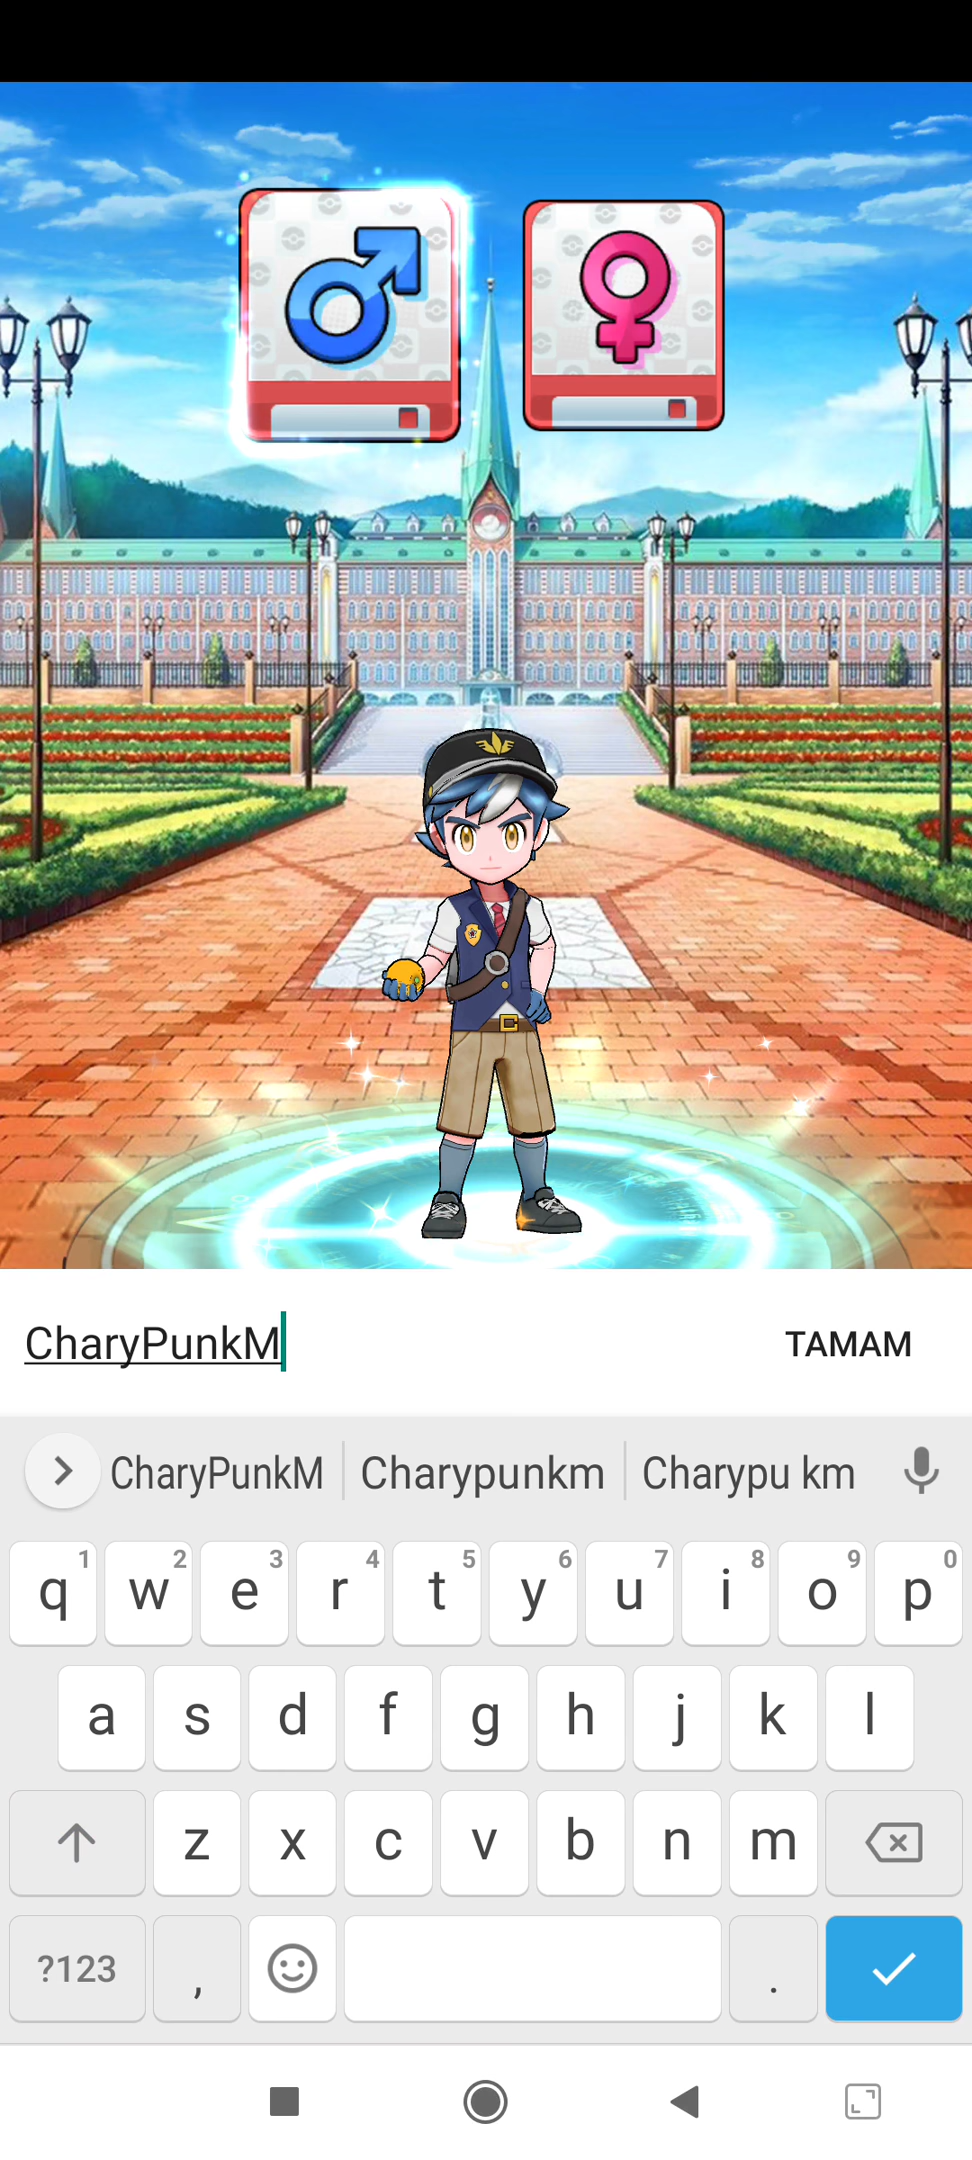 CharyPunkM
TAMAM
CharyPunkM Charypunkm Charypu km
q 1 w 2 e 3 r 4 t 5 y 6 u 7 i 8 o 9 p 0
a s d f g h j k l
z x c v b n m
?123 , .